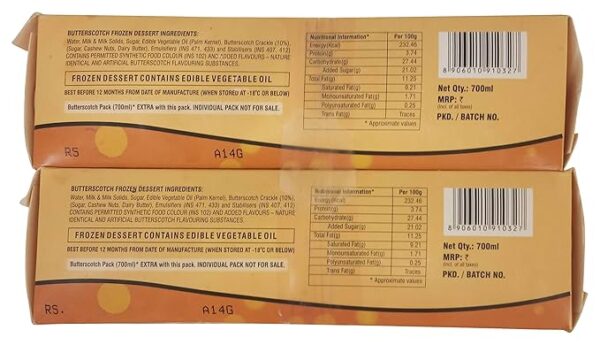 BUTTERSCOTCH FROZEN DESSERT INGREDIENTS:
Water, Milk & Milk Solids, Sugar, Edible Vegetable Oil (Palm Kernel), Butterscotch Crackle (10%),
(Sugar, Cashew Nuts, Dairy Butter), Emulsifiers (INS 471, 433) and Stabilisers (INS 407, 412)
CONTAINS PERMITTED SYNTHETIC FOOD COLOUR (INS 102) AND ADDED FLAVOURS – NATURE
IDENTICAL AND ARTIFICIAL BUTTERSCOTCH FLAVOURING SUBSTANCES.
FROZEN DESSERT CONTAINS EDIBLE VEGETABLE OIL
BEST BEFORE 12 MONTHS FROM DATE OF MANUFACTURE (WHEN STORED AT -18°C OR BELOW)
Butterscotch Pack (700ml)* EXTRA with this pack. INDIVIDUAL PACK NOT FOR SALE.
RS A14G
Nutritional Information* Per 100g
Energy(Kcal) 232.46
Protein(g) 3.74
Carbohydrate(g) 27.44
Added Sugar(g) 21.02
Total Fat(g) 11.25
Saturated Fat(g) 9.21
Monounsaturated Fat(g) 1.71
Polyunsaturated Fat(g) 0.25
Trans Fat(g) Traces
* Approximate values
8 906010 910327
Net Qty.: 700ml
MRP: ₹
(Incl. of all taxes)
PKD. / BATCH NO.
BUTTERSCOTCH FROZEN DESSERT INGREDIENTS:
Water, Milk & Milk Solids, Sugar, Edible Vegetable Oil (Palm Kernel), Butterscotch Crackle (10%),
(Sugar, Cashew Nuts, Dairy Butter), Emulsifiers (INS 471, 433) and Stabilisers (INS 407, 412)
CONTAINS PERMITTED SYNTHETIC FOOD COLOUR (INS 102) AND ADDED FLAVOURS – NATURE
IDENTICAL AND ARTIFICIAL BUTTERSCOTCH FLAVOURING SUBSTANCES.
FROZEN DESSERT CONTAINS EDIBLE VEGETABLE OIL
BEST BEFORE 12 MONTHS FROM DATE OF MANUFACTURE (WHEN STORED AT -18°C OR BELOW)
Butterscotch Pack (700ml)* EXTRA with this pack. INDIVIDUAL PACK NOT FOR SALE.
RS. A14G
Nutritional Information* Per 100g
Energy(Kcal) 232.46
Protein(g) 3.74
Carbohydrate(g) 27.44
Added Sugar(g) 21.02
Total Fat(g) 11.25
Saturated Fat(g) 9.21
Monounsaturated Fat(g) 1.71
Polyunsaturated Fat(g) 0.25
Trans Fat(g) Traces
* Approximate values
8 906010 910327
Net Qty.: 700ml
MRP: ₹
(Incl. of all taxes)
PKD. / BATCH NO.